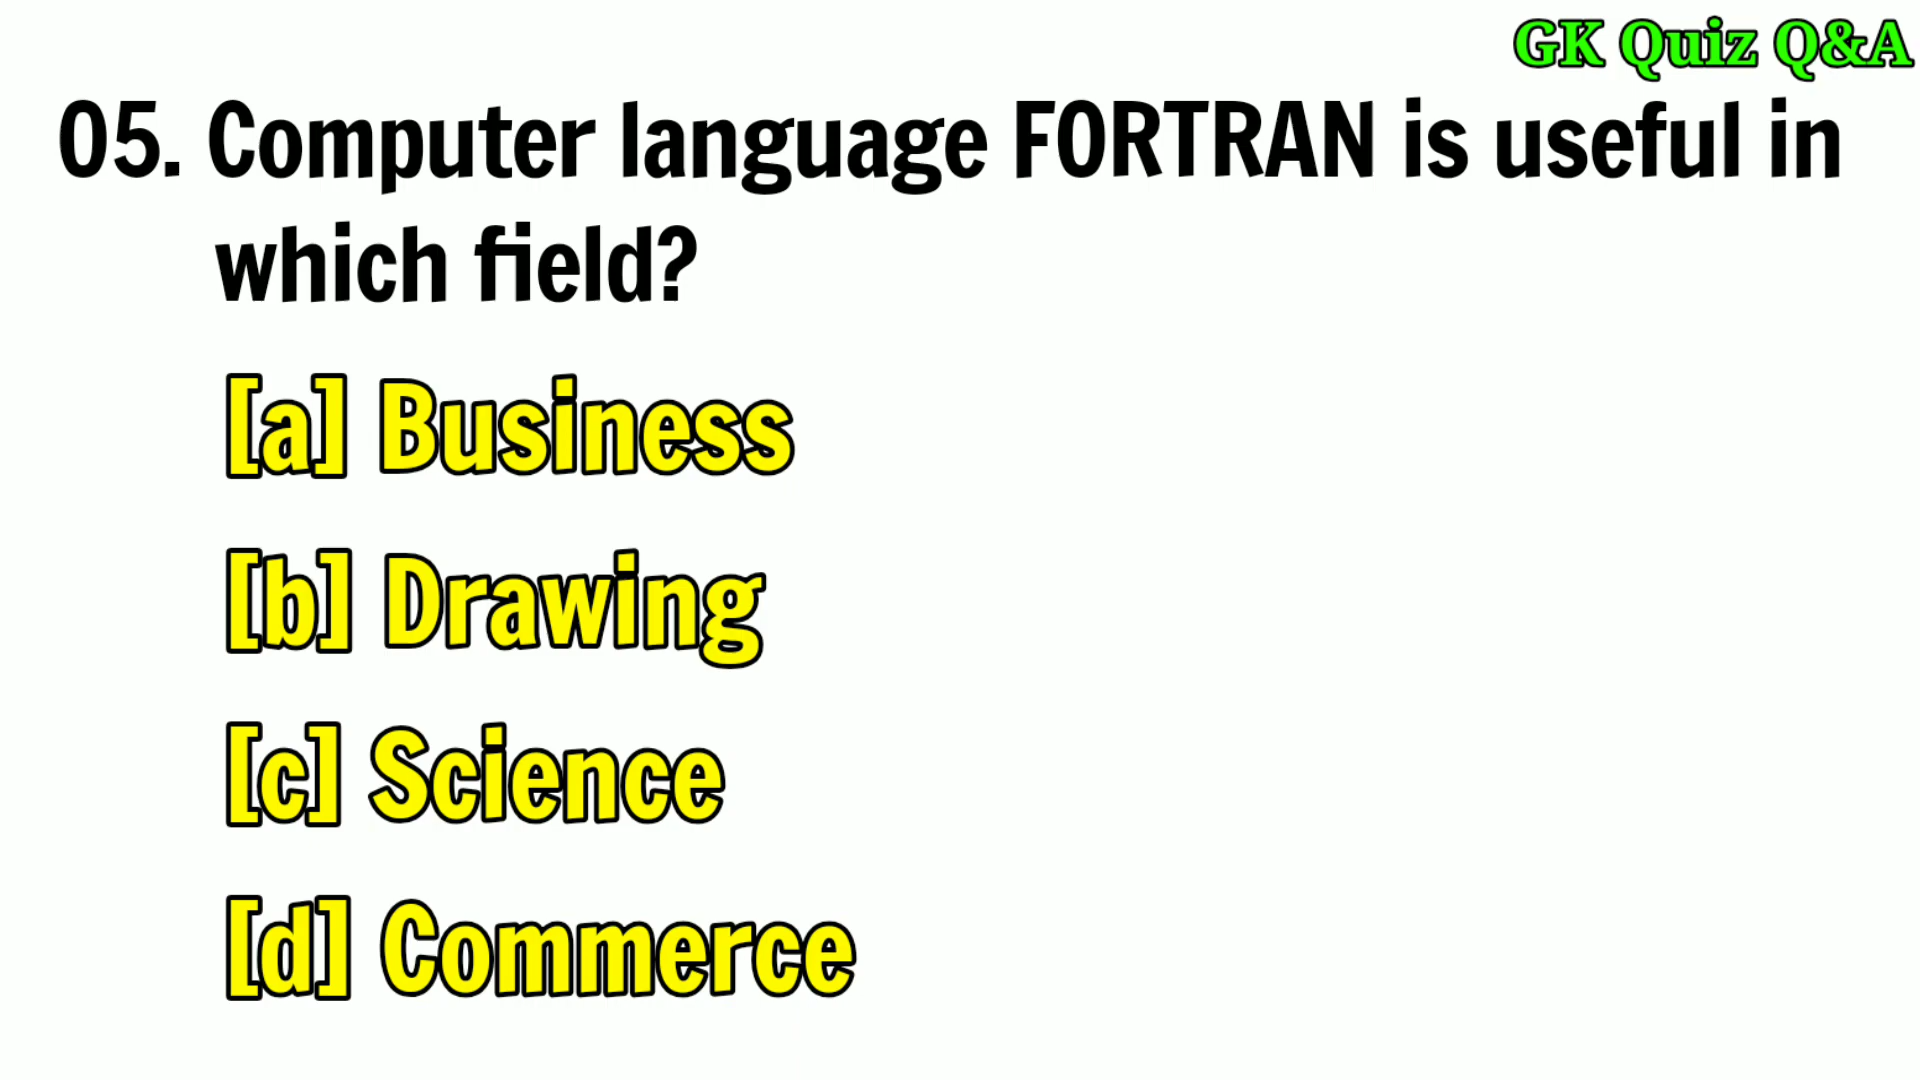 GK Quiz Q&A
05. Computer language FORTRAN is useful in
which field?
[a] Business
[b] Drawing
[c] Science
[d] Commerce